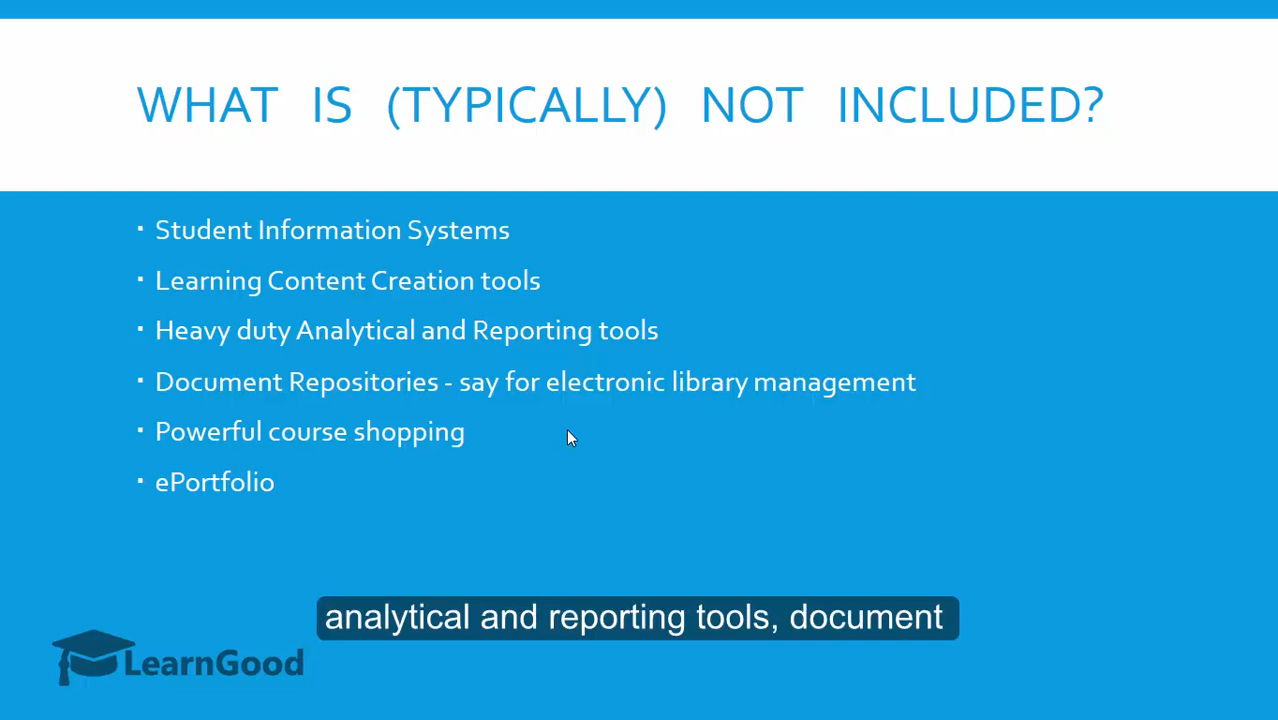 WHAT IS (TYPICALLY) NOT INCLUDED?
▪ Student Information Systems
▪ Learning Content Creation tools
▪ Heavy duty Analytical and Reporting tools
▪ Document Repositories - say for electronic library management
▪ Powerful course shopping
▪ ePortfolio
analytical and reporting tools, document
LearnGood